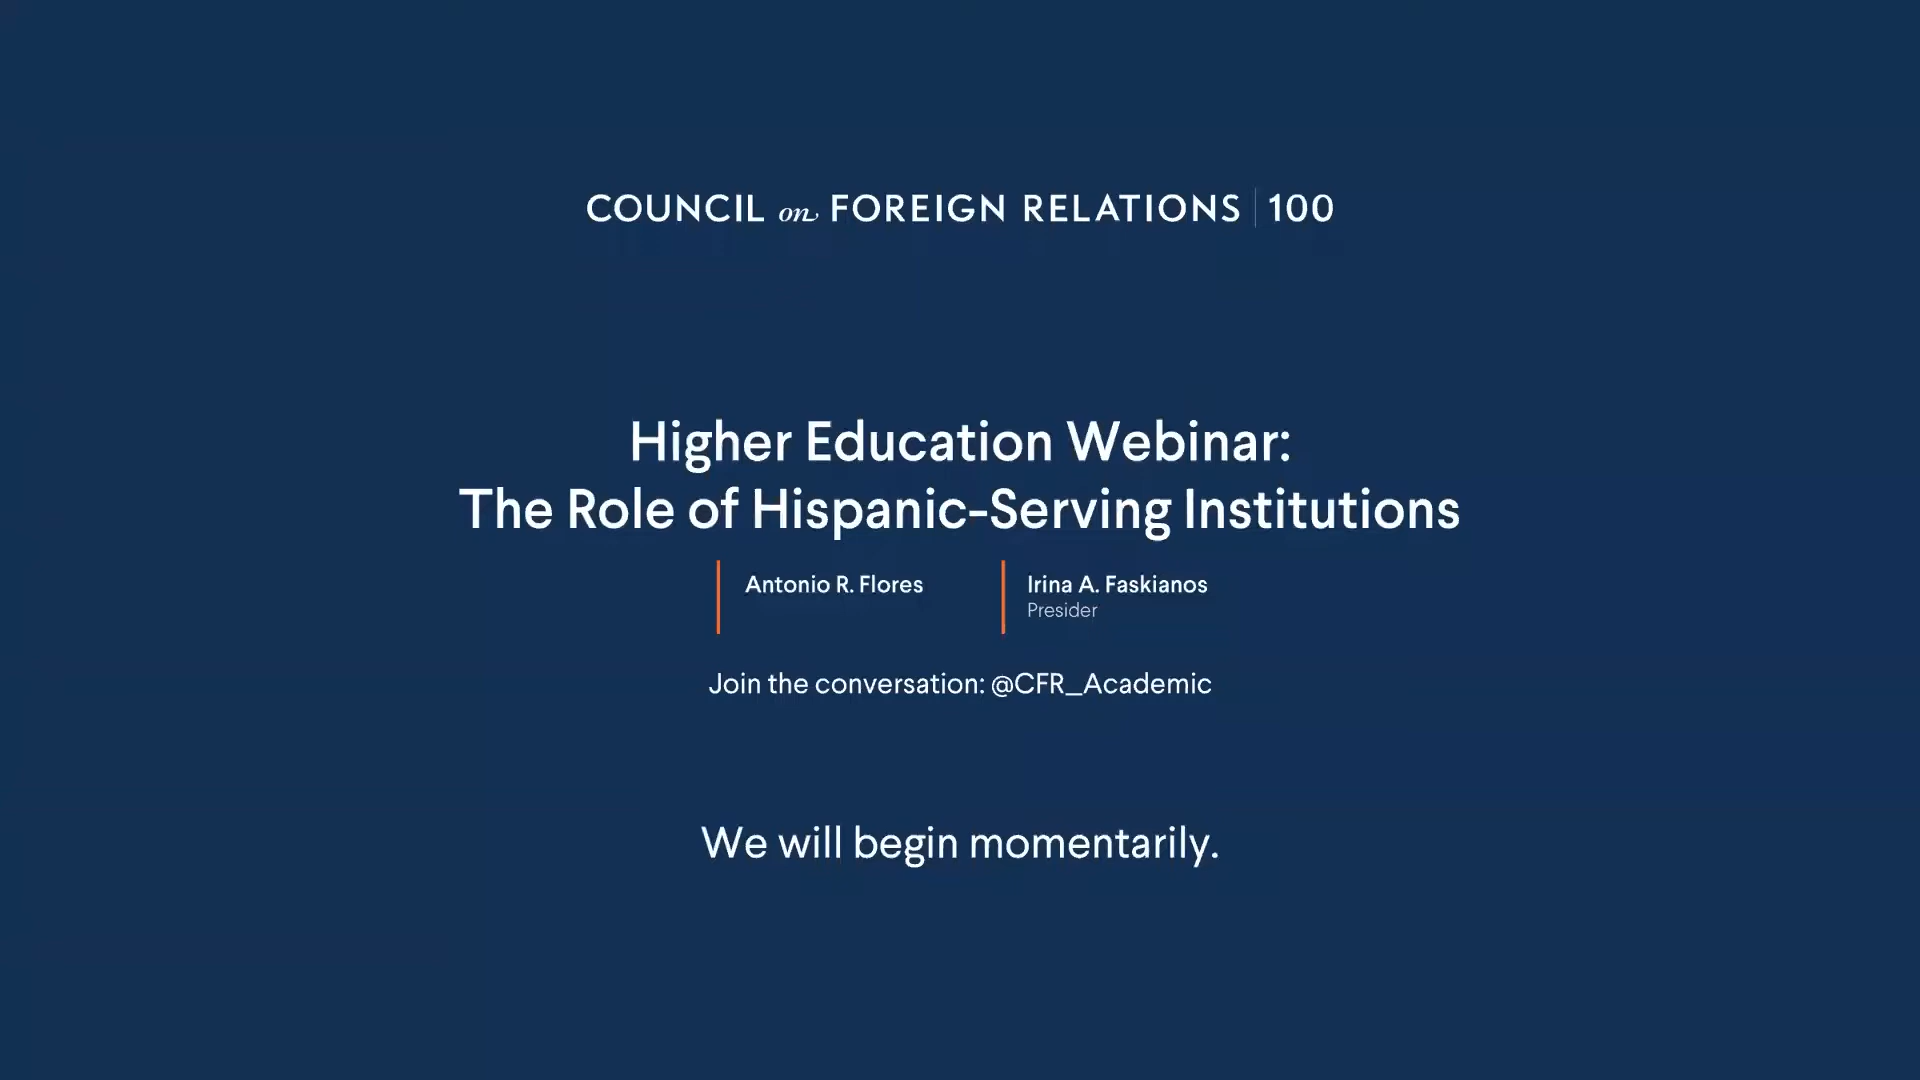 COUNCIL on FOREIGN RELATIONS | 100
Higher Education Webinar:
The Role of Hispanic-Serving Institutions
Antonio R. Flores
Irina A. Faskianos
Presider
Join the conversation: @CFR_Academic
We will begin momentarily.